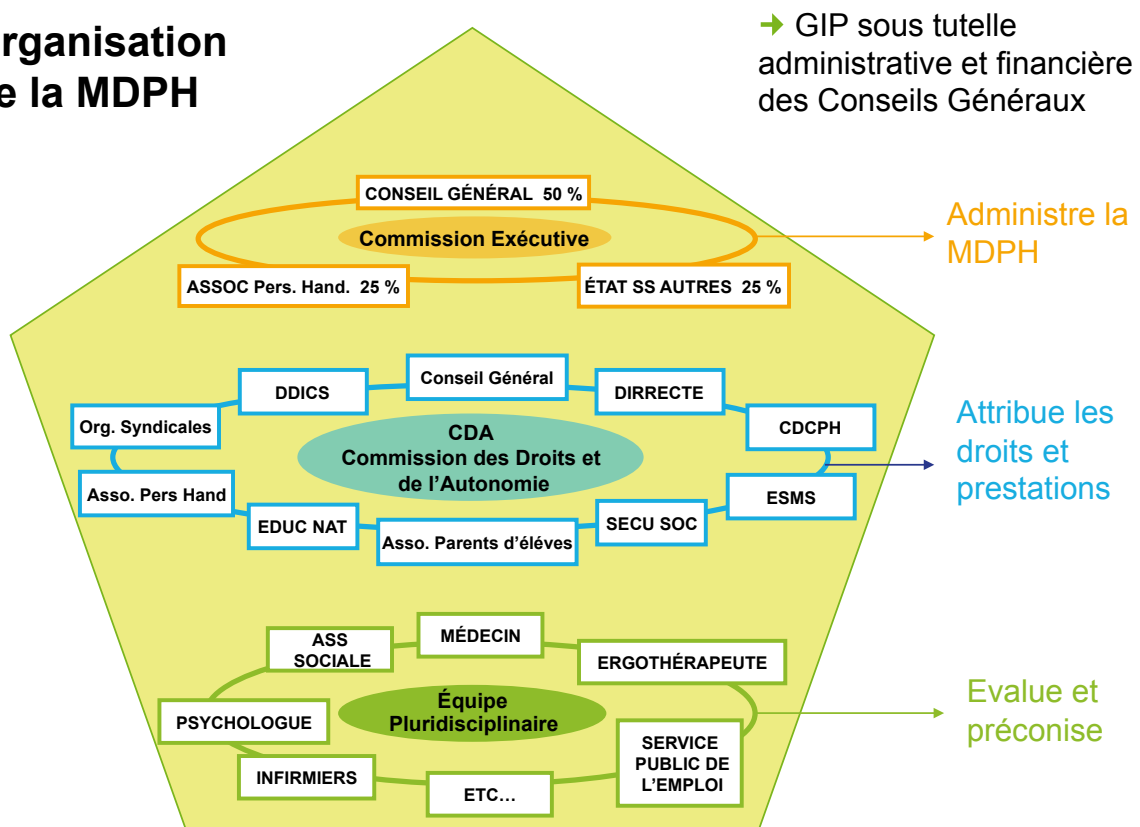 rganisation
e la MDPH
➔ GIP sous tutelle
administrative et financière
des Conseils Généraux
CONSEIL GÉNÉRAL 50 %
Commission Exécutive
ASSOC Pers. Hand. 25 %
ÉTAT SS AUTRES 25 %
Administre la
MDPH
Conseil Général
DDICS
DIRRECTE
Org. Syndicales
CDCPH
CDA
Commission des Droits et
de l'Autonomie
Asso. Pers Hand
ESMS
EDUC NAT
SECU SOC
Asso. Parents d'éléves
Attribue les
droits et
prestations
MÉDECIN
ASS
SOCIALE
ERGOTHÉRAPEUTE
Équipe
Pluridisciplinaire
PSYCHOLOGUE
SERVICE
PUBLIC DE
L'EMPLOI
INFIRMIERS
ETC…
Evalue et
préconise